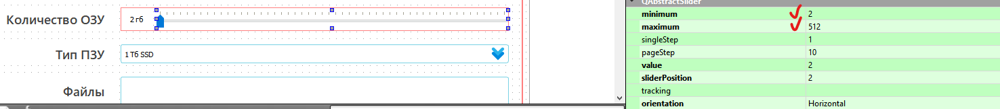 QAbstractSlider
Количество ОЗУ
2 гб
minimum 2
maximum 512
singleStep 1
pageStep 10
Тип ПЗУ
1 Тб SSD
value 2
sliderPosition 2
tracking
Файлы
orientation Horizontal